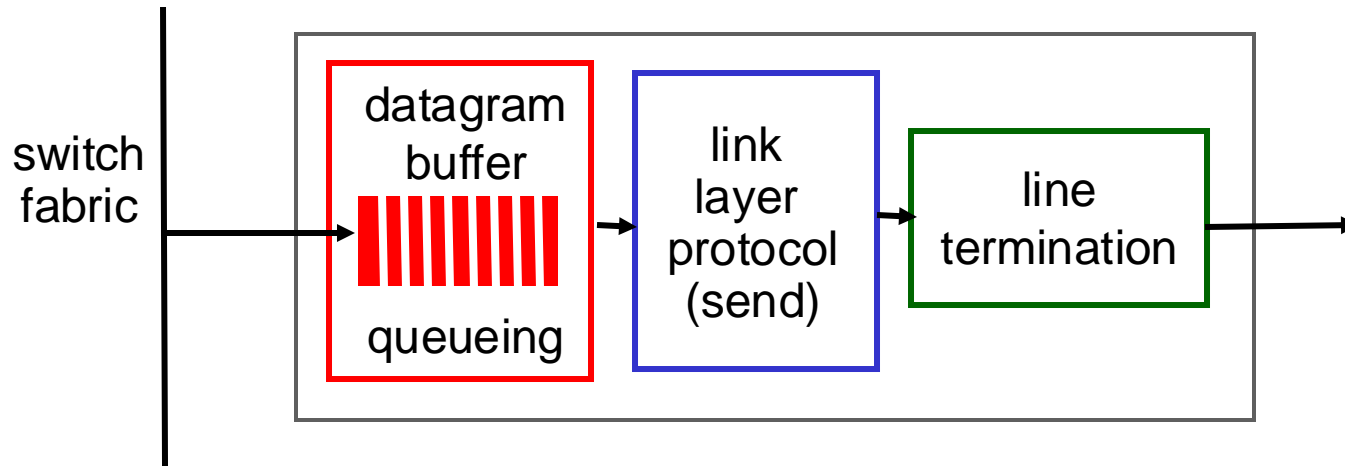 switch
fabric
datagram
buffer
queueing
link
layer
protocol
(send)
line
termination